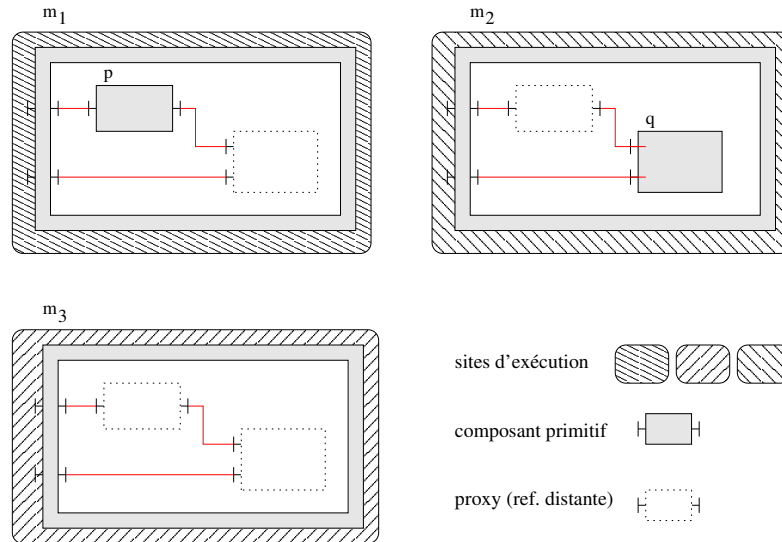 m1
m2
p
q
m3
sites d'exécution
composant primitif
proxy (ref. distante)